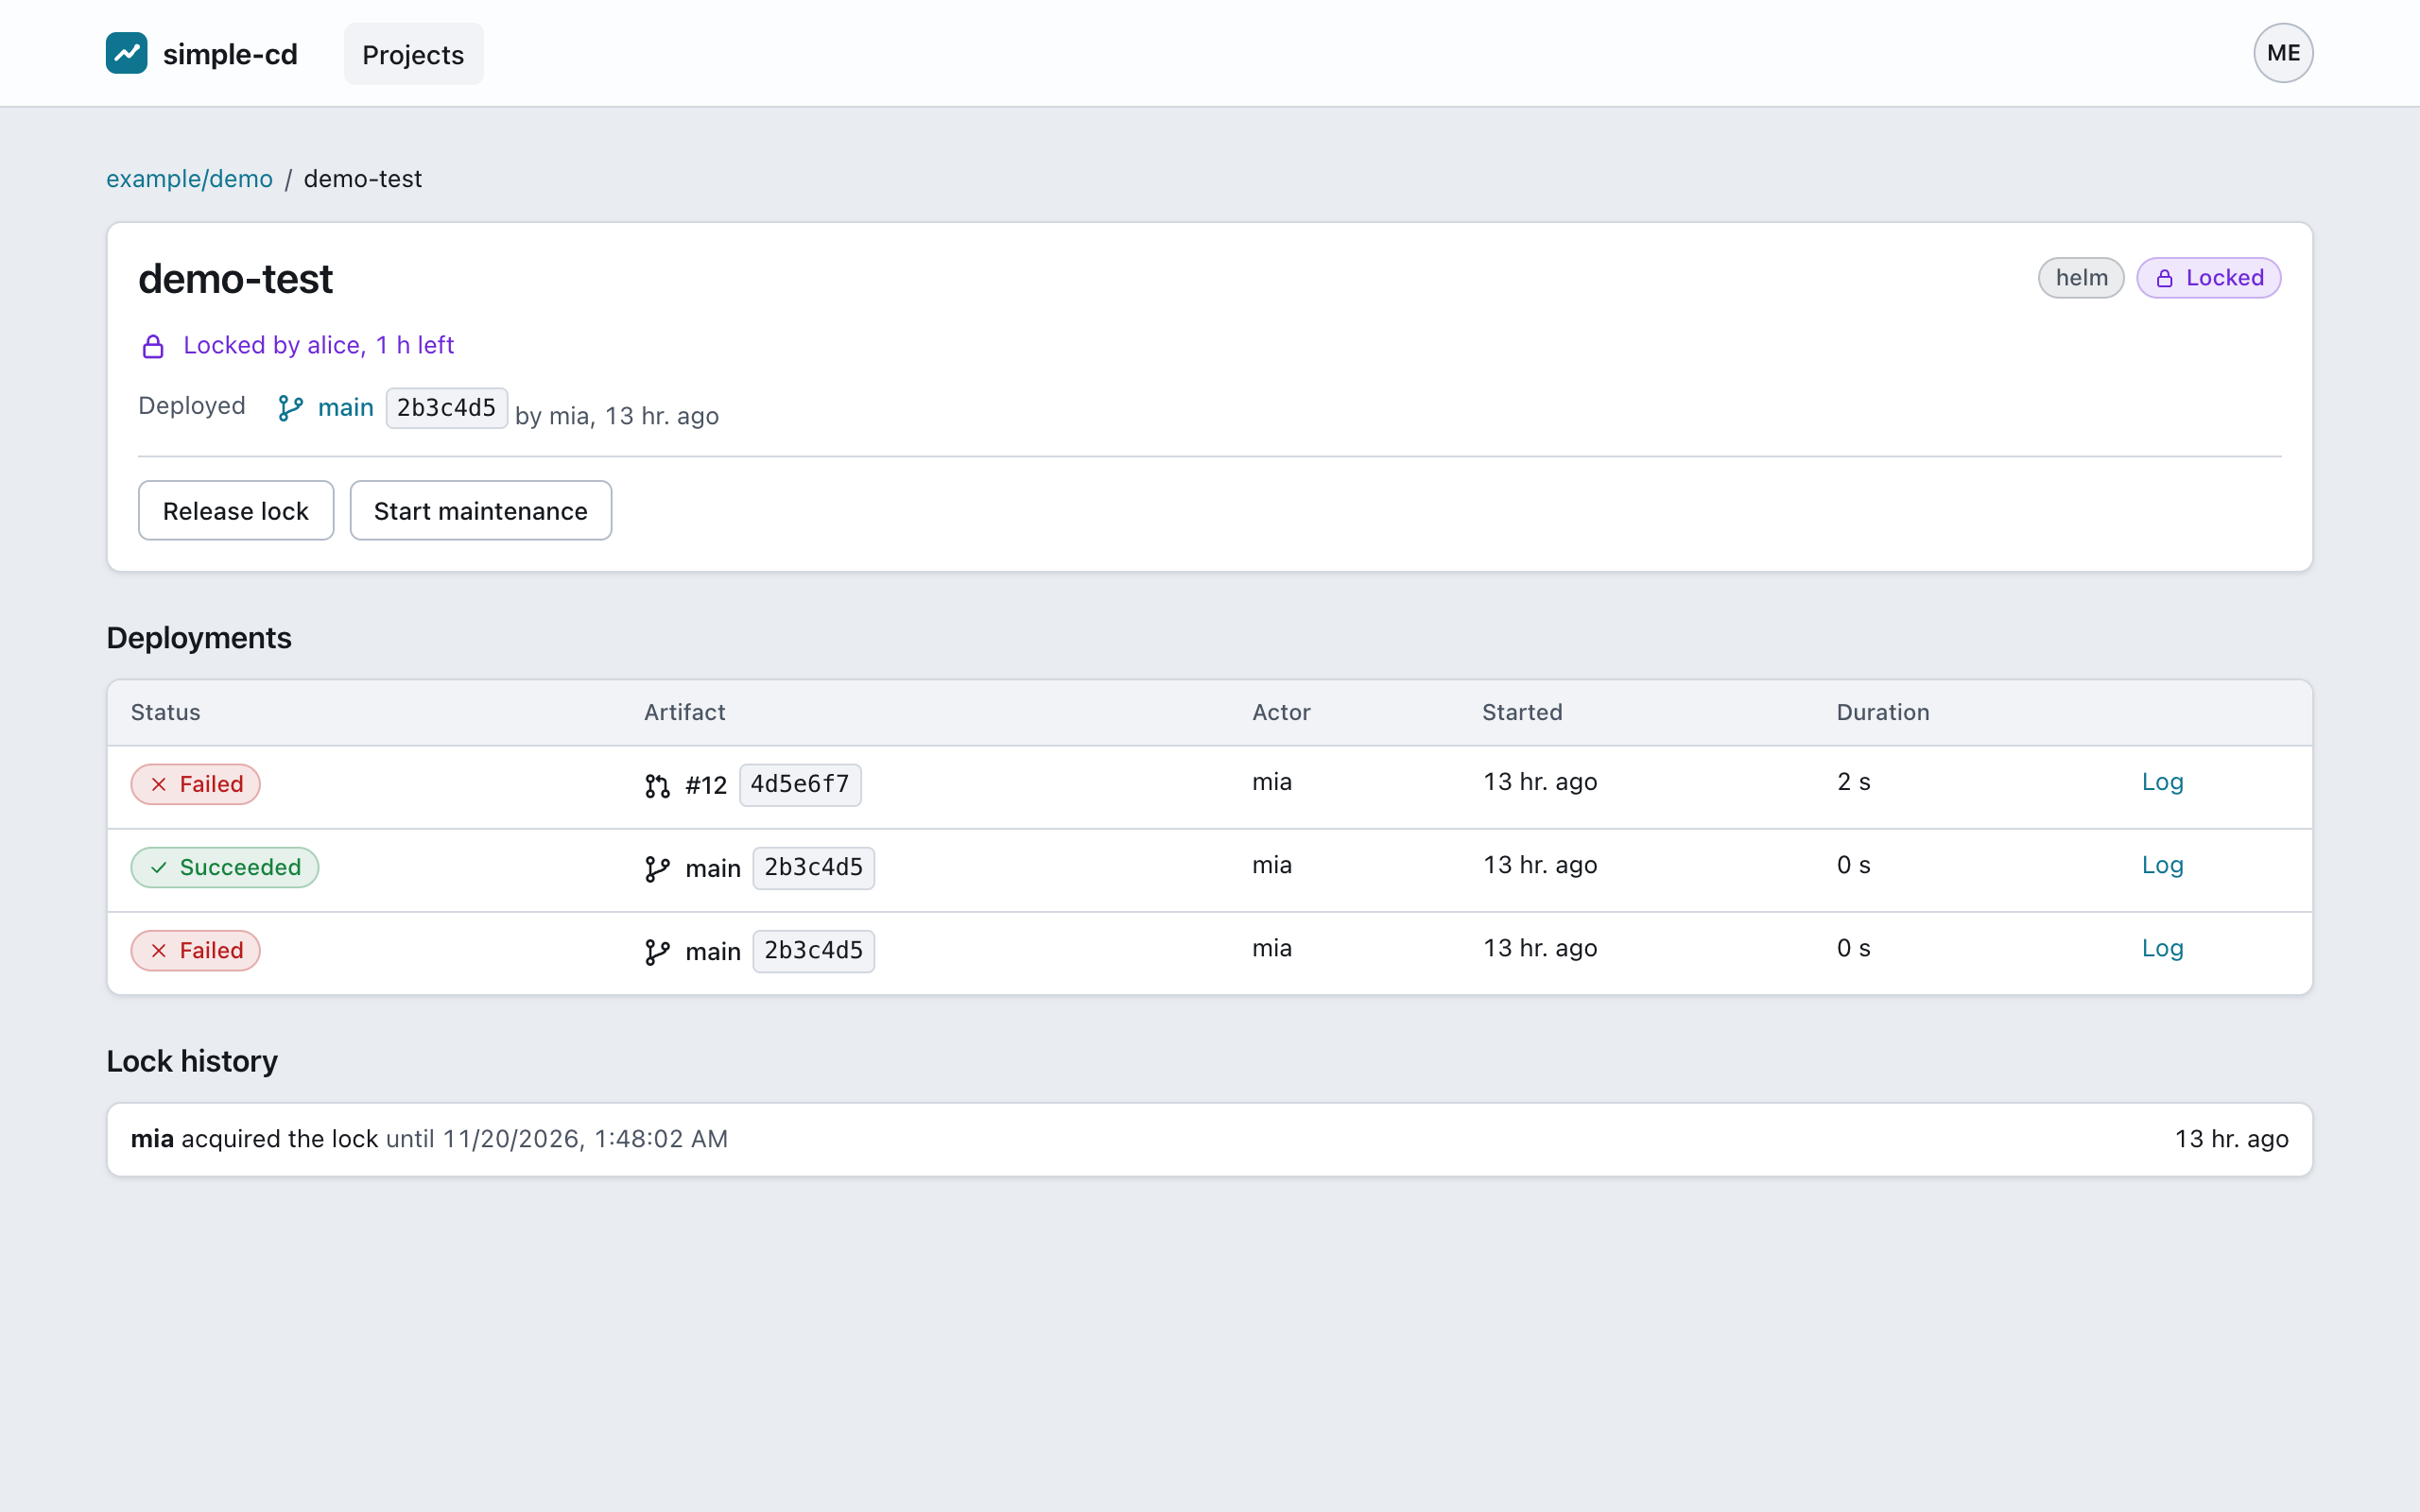 simple-cd Projects ME
example/demo / demo-test
demo-test helm Locked
Locked by alice, 1 h left
Deployed main 2b3c4d5 by mia, 13 hr. ago
Release lock Start maintenance
Deployments
Status Artifact Actor Started Duration
Failed #12 4d5e6f7 mia 13 hr. ago 2 s Log
Succeeded main 2b3c4d5 mia 13 hr. ago 0 s Log
Failed main 2b3c4d5 mia 13 hr. ago 0 s Log
Lock history
mia acquired the lock until 11/20/2026, 1:48:02 AM 13 hr. ago